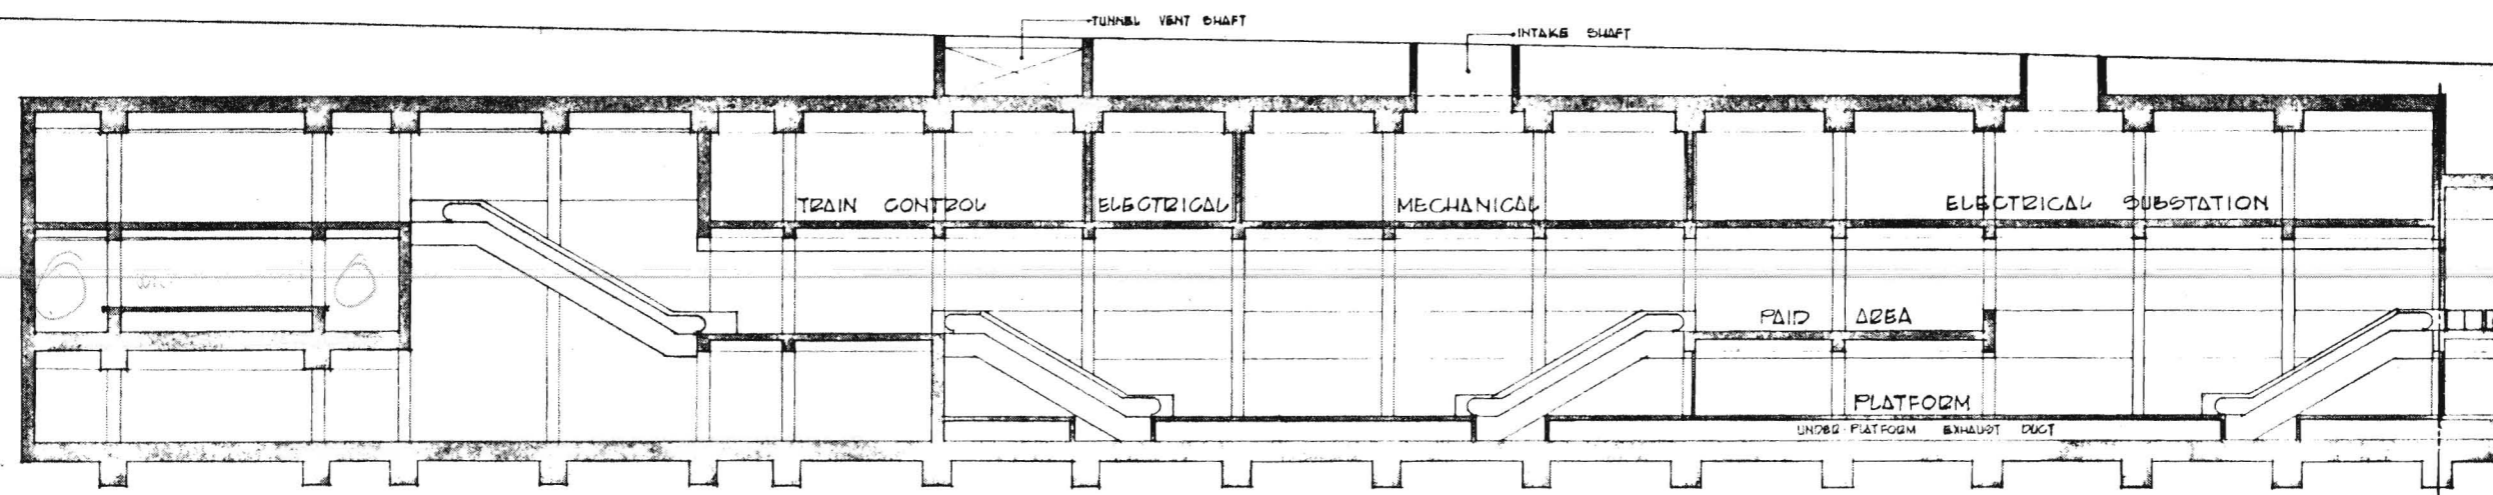 TUNNEL VENT SHAFT
INTAKE SHAFT
TRAIN CONTROL
ELECTRICAL
MECHANICAL
ELECTRICAL SUBSTATION
PAID AREA
PLATFORM
UNDER-PLATFORM EXHAUST DUCT